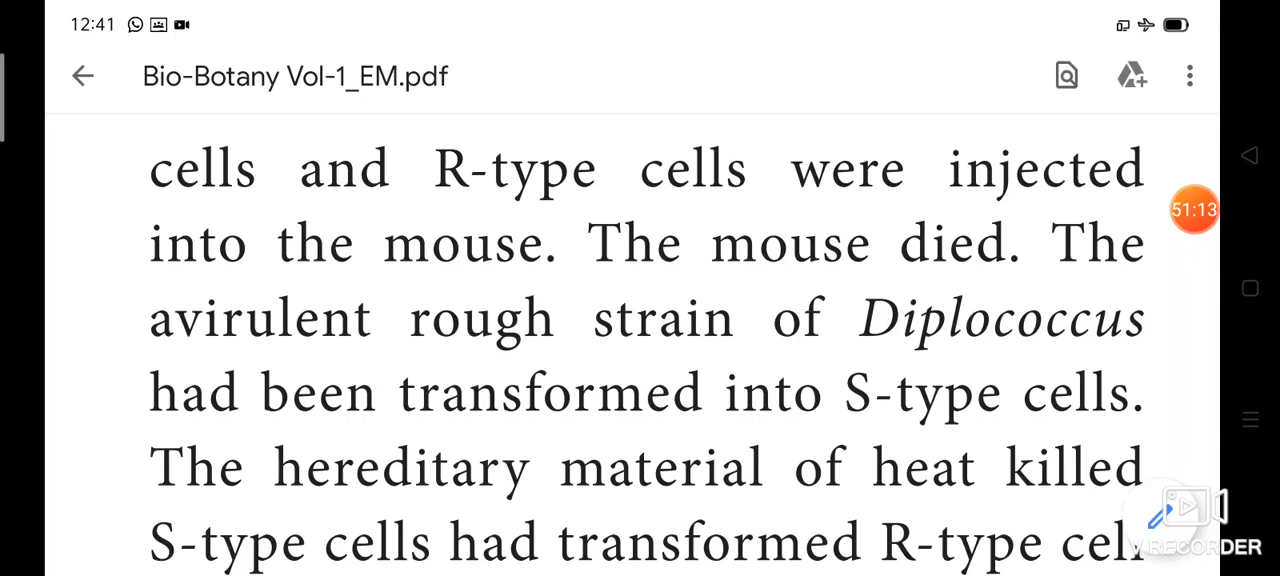 12:41
Bio-Botany Vol-1_EM.pdf
cells and R-type cells were injected
51:13
into the mouse. The mouse died. The
avirulent rough strain of Diplococcus
had been transformed into S-type cells.
The hereditary material of heat killed
S-type cells had transformed R-type cell
V RECORDER